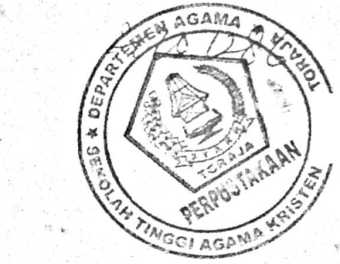 DEPARTEMEN AGAMA
TORAJA
TORAJA
PERPUSTAKAAN
★ SEKOLAH TINGGI AGAMA KRISTEN